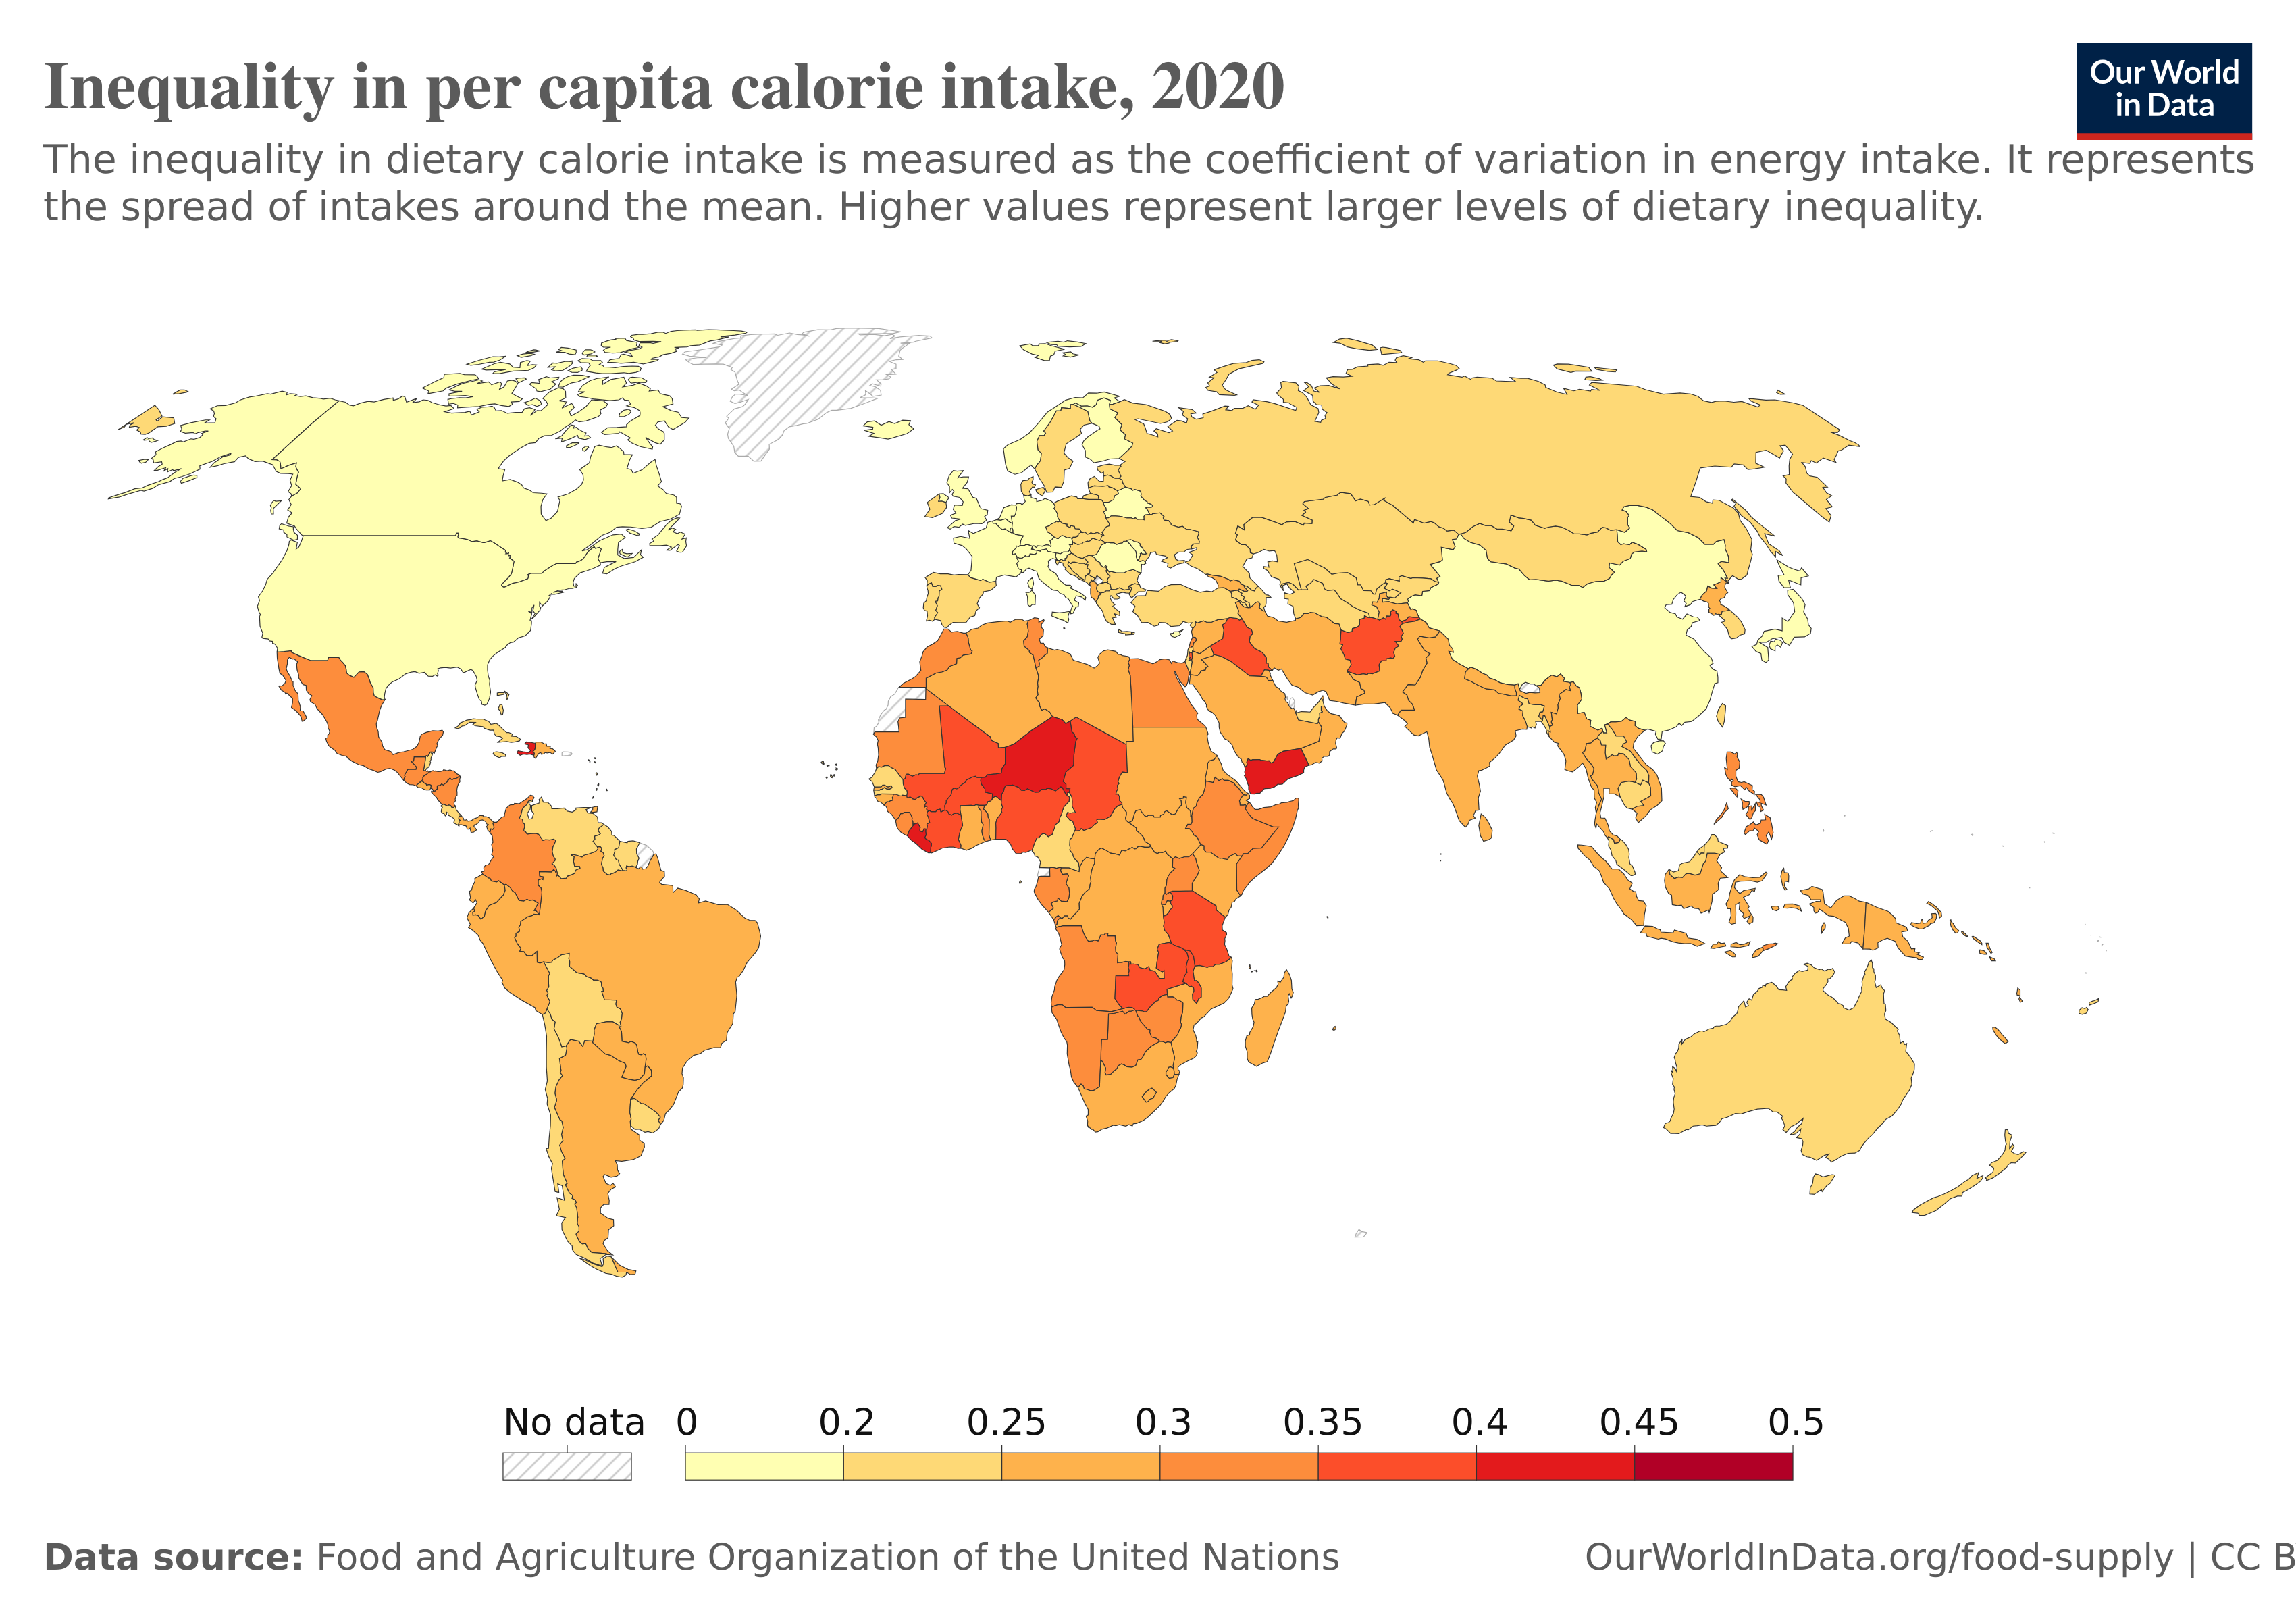 Inequality in per capita calorie intake, 2020
Our World
in Data
The inequality in dietary calorie intake is measured as the coefficient of variation in energy intake. It represents
the spread of intakes around the mean. Higher values represent larger levels of dietary inequality.
No data 0 0.2 0.25 0.3 0.35 0.4 0.45 0.5
Data source: Food and Agriculture Organization of the United Nations
OurWorldInData.org/food-supply | CC B